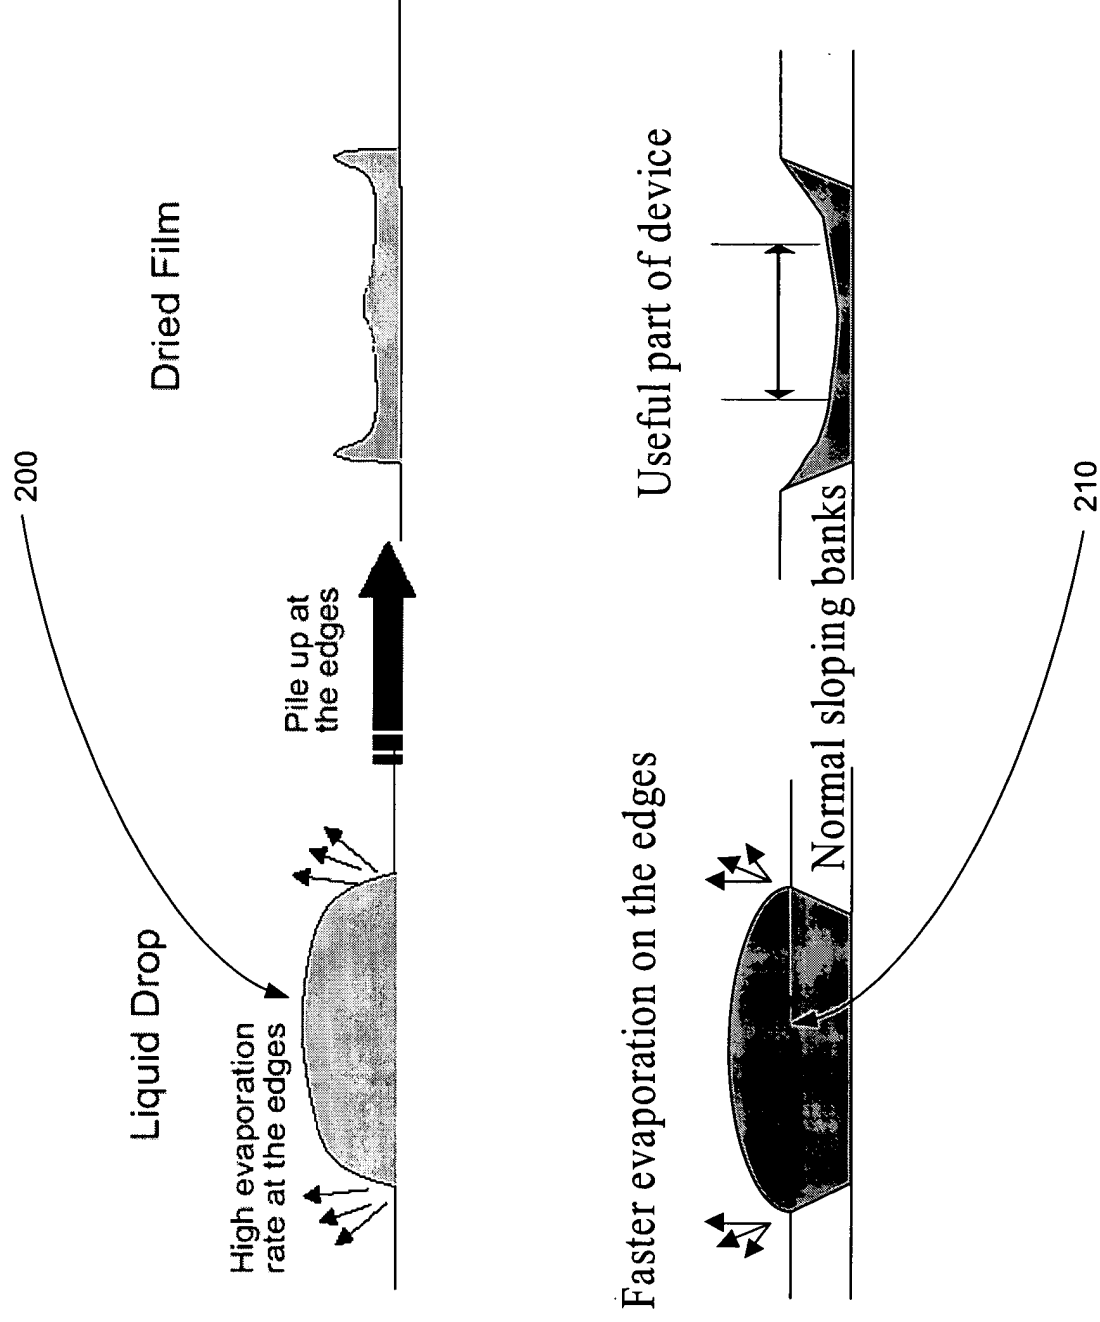 200
Liquid Drop
Dried Film
High evaporation
rate at the edges
Pile up at
the edges
Faster evaporation on the edges
Useful part of device
Normal sloping banks
210